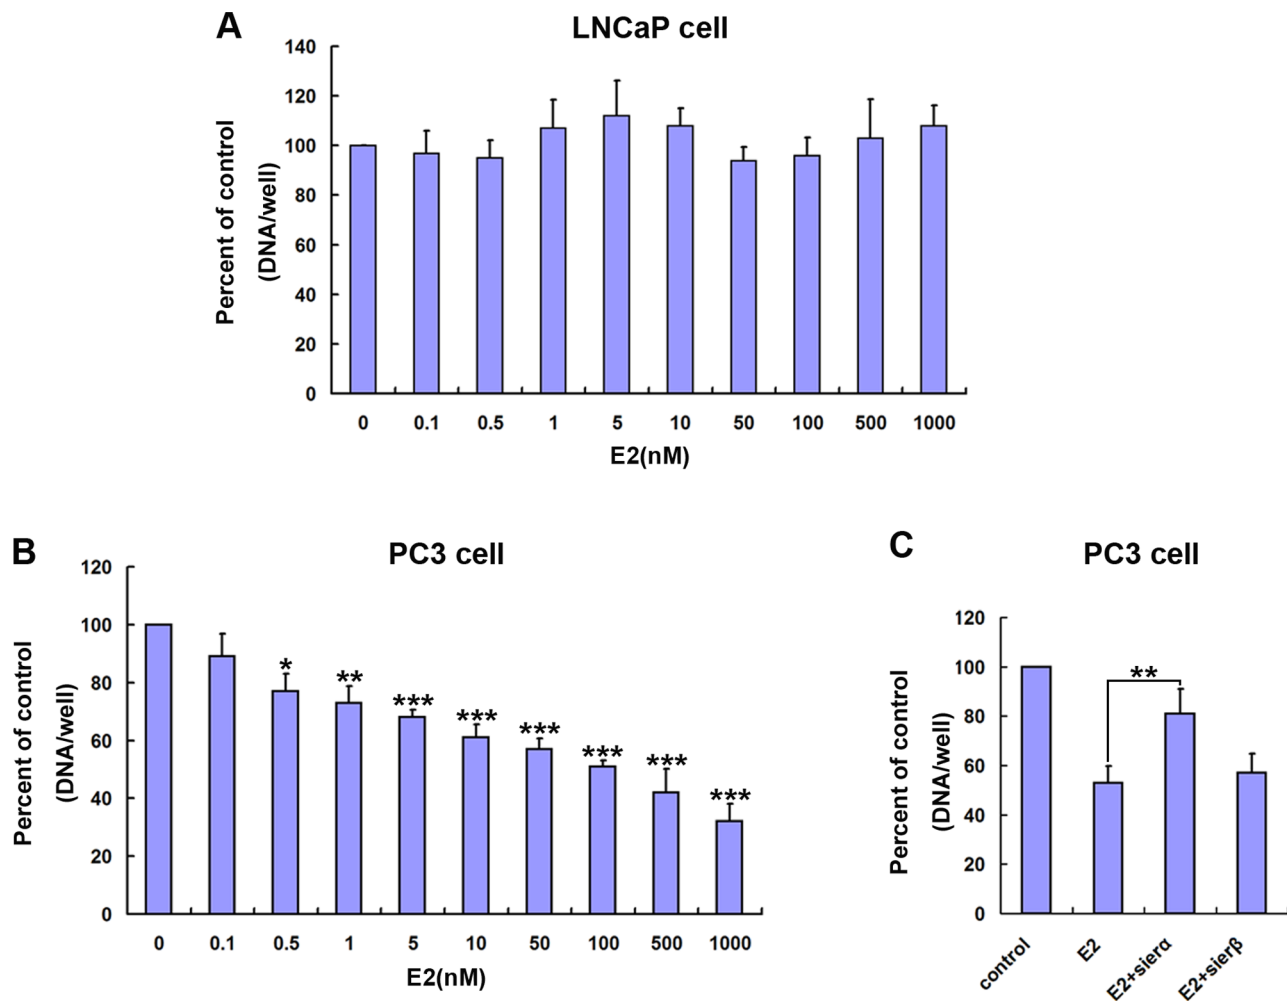 A
LNCaP cell
Percent of control
(DNA/well)
140
120
100
80
60
40
20
0
0 0.1 0.5 1 5 10 50 100 500 1000
E2(nM)
B
PC3 cell
Percent of control
(DNA/well)
120
100
80
60
40
20
0
* ** *** *** *** *** *** ***
0 0.1 0.5 1 5 10 50 100 500 1000
E2(nM)
C
PC3 cell
Percent of control
(DNA/well)
120
100
80
60
40
20
0
**
control
E2
E2+sierα
E2+sierβ